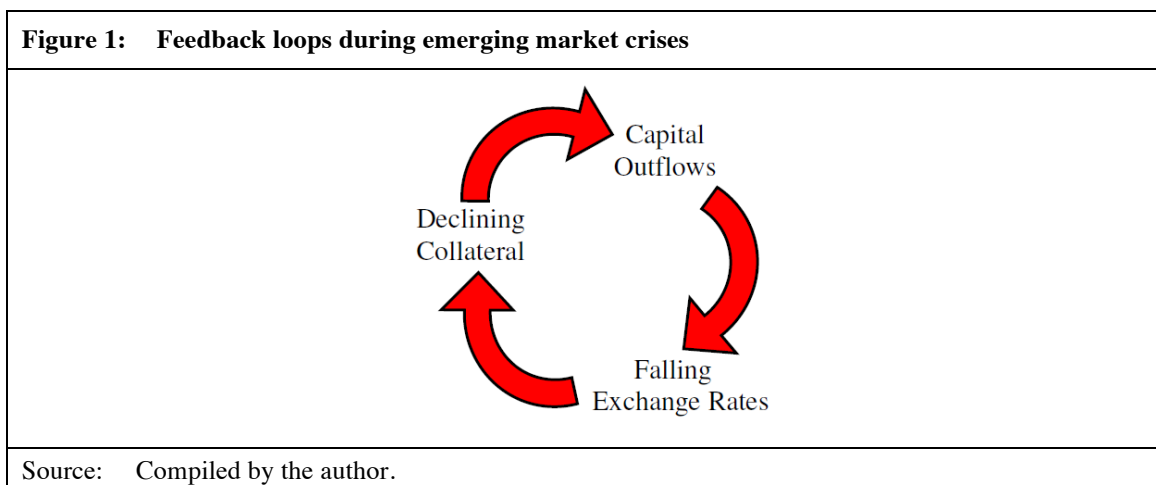 Figure 1: Feedback loops during emerging market crises
Capital
Outflows
Declining
Collateral
Falling
Exchange Rates
Source: Compiled by the author.